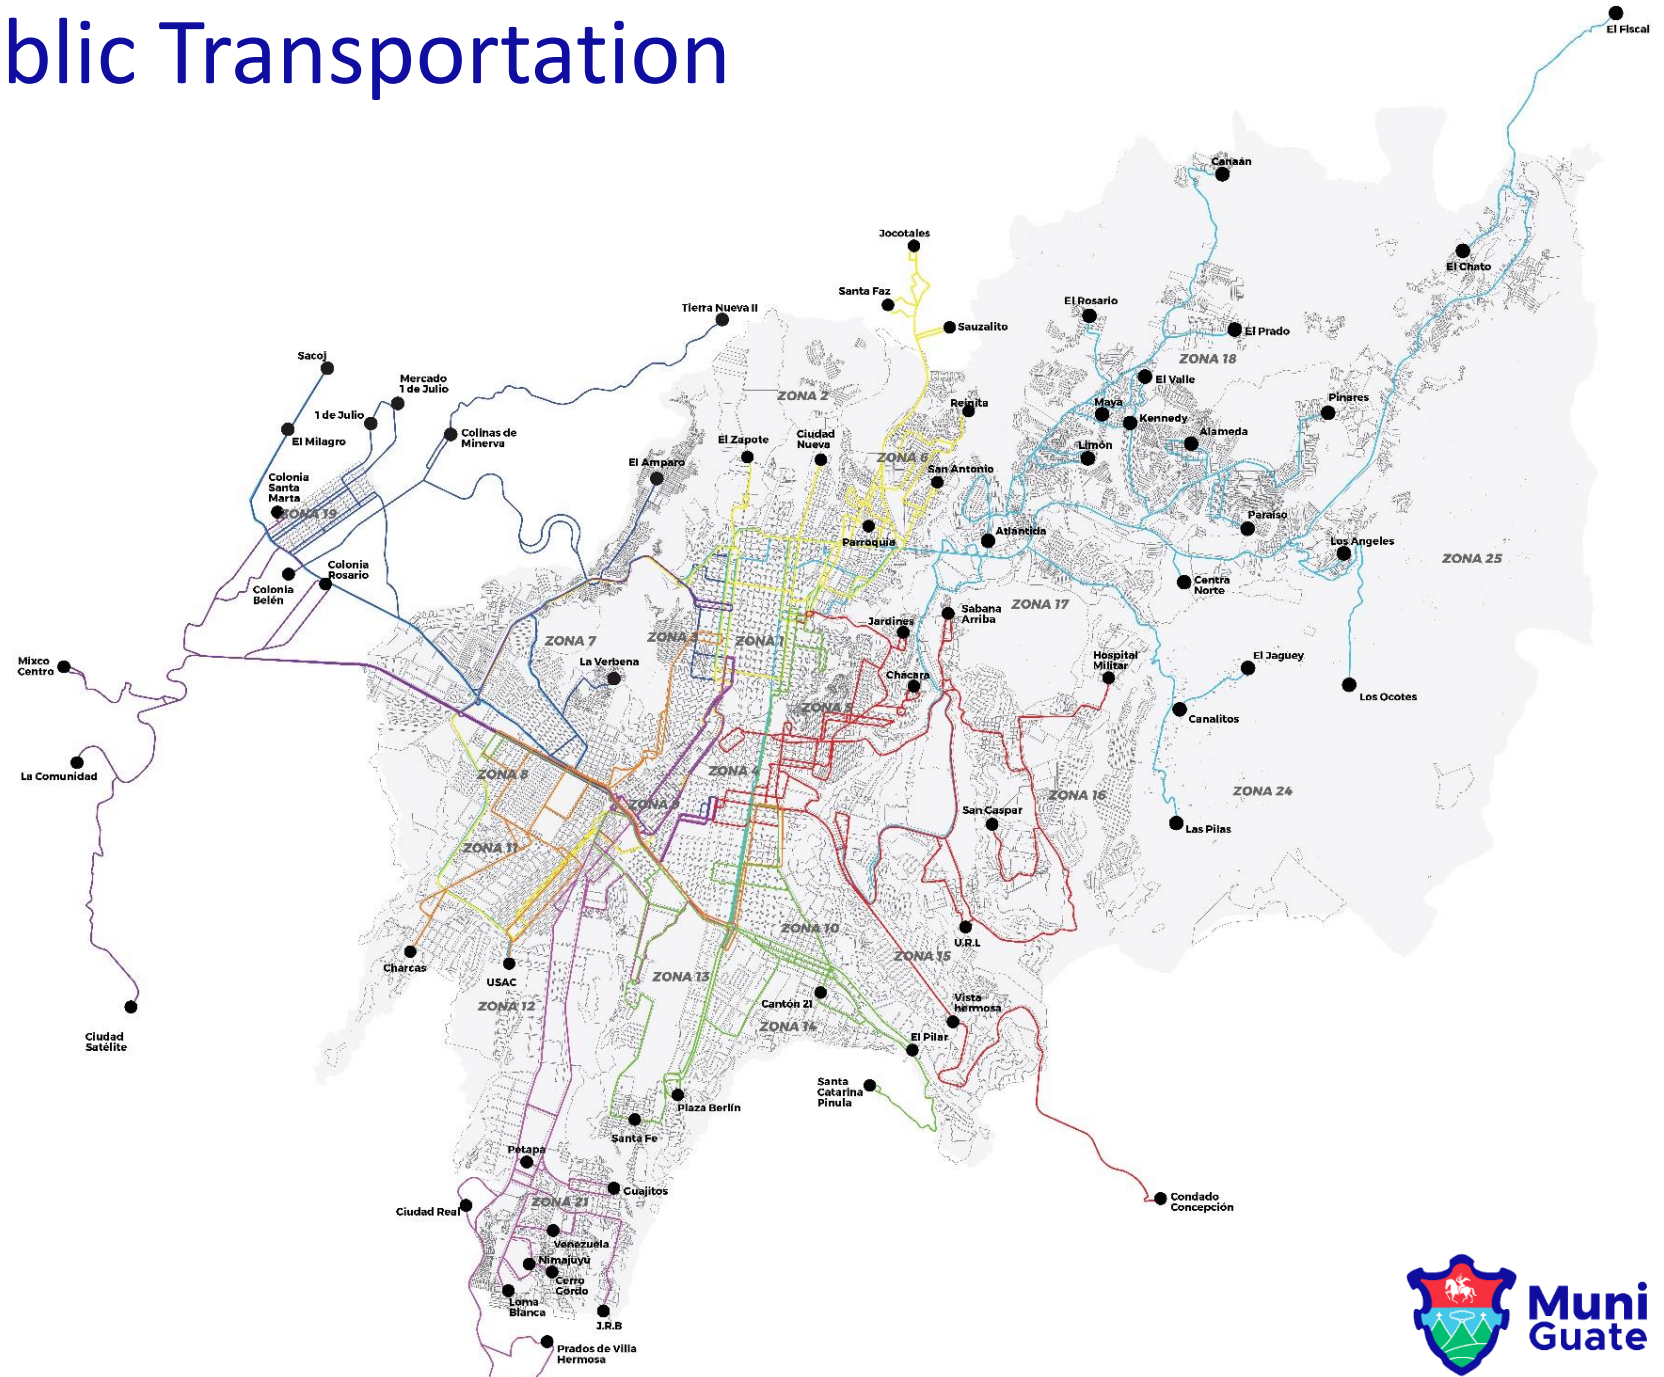 blic Transportation
El Fiscal
Canaán
Jocotales
El Chato
Santa Faz
El Rosario
Tierra Nueva II
Sauzalito
El Prado
Sacoj
ZONA 18
Mercado
1 de Julio
El Valle
ZONA 2
Reinita
Maya
Pinares
1 de Julio
Kennedy
El Milagro
Colinas de
Minerva
El Zapote
Ciudad
Nueva
Alameda
Limón
ZONA 6
El Amparo
San Antonio
Colonia
Santa
Marta
ZONA 19
Paraíso
Atlántida
Parroquia
Los Angeles
ZONA 25
Colonia
Rosario
Colonia
Belén
Centra
Norte
ZONA 17
Sabana
Arriba
Jardines
ZONA 7
ZONA 3
ZONA 1
Mixco
Centro
La Verbena
Hospital
Militar
El Jaguey
Chácara
Los Ocotes
ZONA 5
Canalitos
La Comunidad
ZONA 8
ZONA 4
ZONA 9
ZONA 16
ZONA 24
San Gaspar
Las Pilas
ZONA 11
ZONA 10
U.R.L
ZONA 15
Charcas
USAC
ZONA 13
Cantón 21
Vista
hermosa
ZONA 12
ZONA 14
Ciudad
Satélite
El Pilar
Santa
Catarina
Pinula
Plaza Berlín
Santa Fe
Petapa
Guajitos
Ciudad Real
ZONA 21
Condado
Concepción
Venezuela
Nimajuyú
Cerro
Gordo
Loma
Blanca
J.R.B
Prados de Villa
Hermosa
Muni
Guate